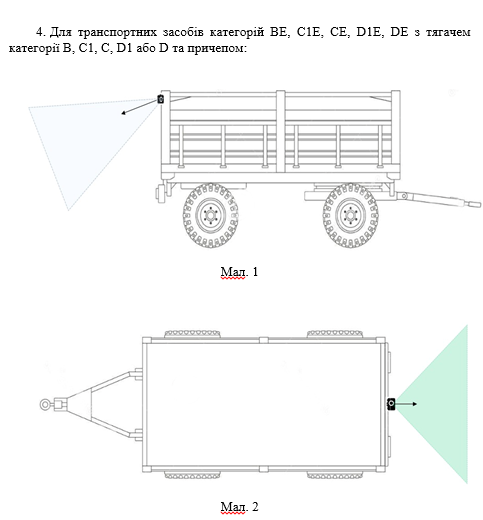 4. Для транспортних засобів категорій BE, C1E, CE, D1E, DE з тягачем
категорії B, C1, C, D1 або D та причепом:
Мал. 1
Мал. 2